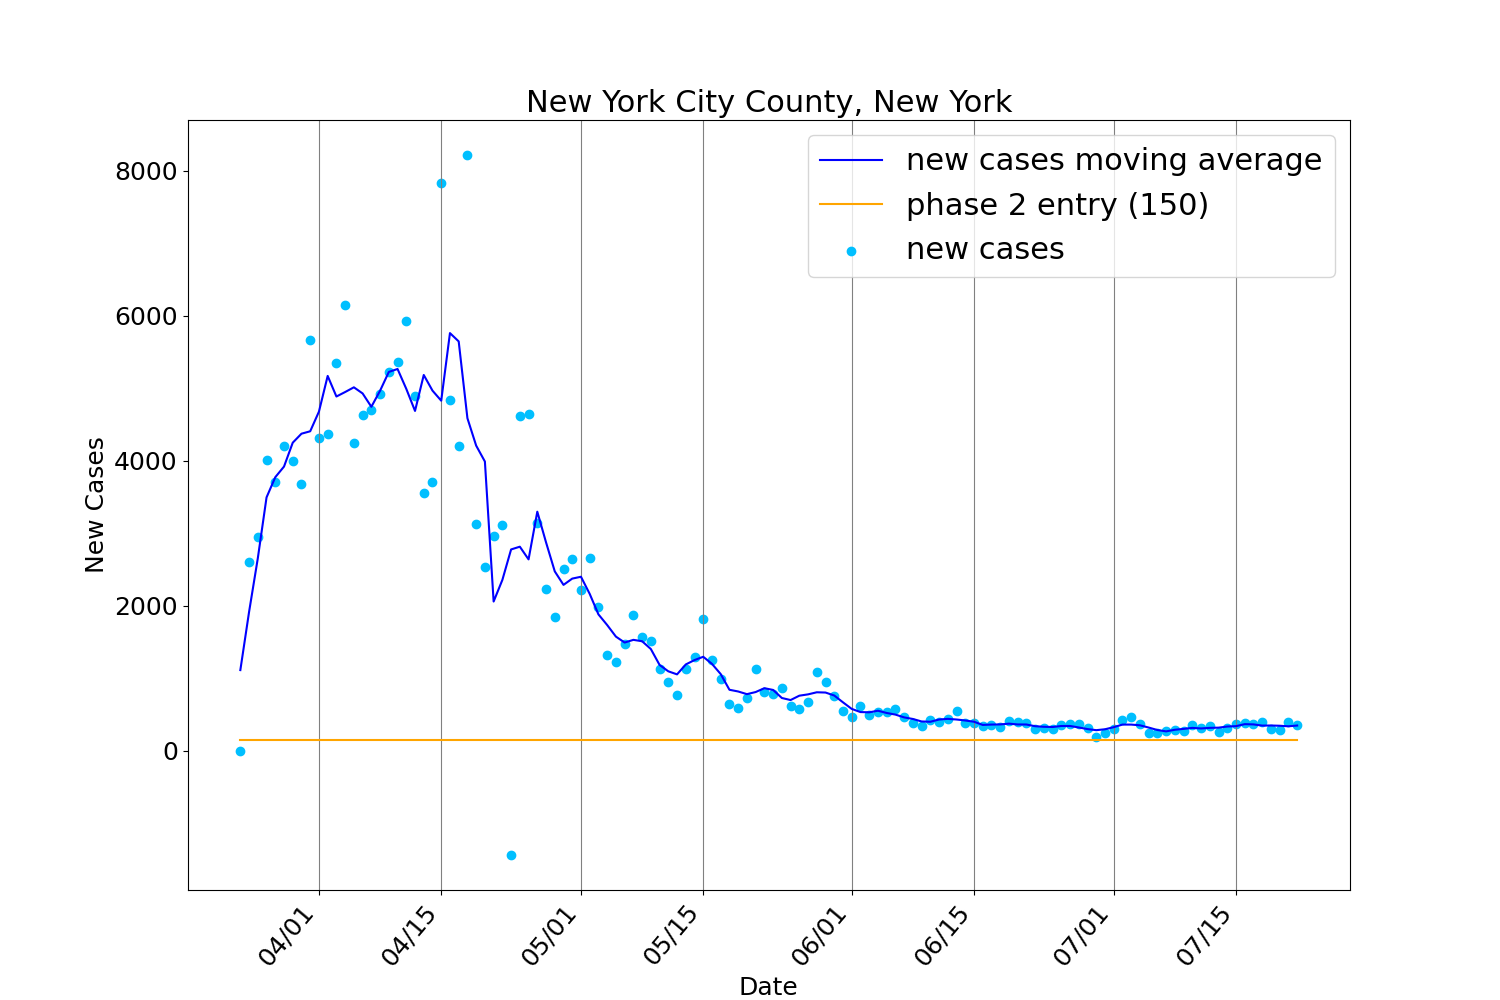 New York City County, New York
new cases moving average
phase 2 entry (150)
new cases
8000
6000
4000
2000
0
New Cases
04/01
04/15
05/01
05/15
06/01
06/15
07/01
07/15
Date